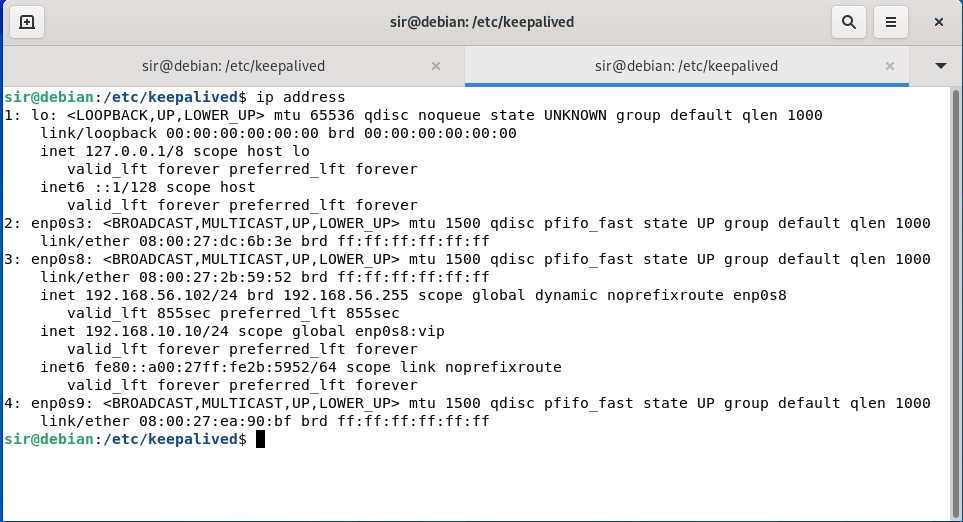 sir@debian: /etc/keepalived
sir@debian: /etc/keepalived
sir@debian: /etc/keepalived
sir@debian:/etc/keepalived$ ip address
1: lo: <LOOPBACK,UP,LOWER_UP> mtu 65536 qdisc noqueue state UNKNOWN group default qlen 1000
    link/loopback 00:00:00:00:00:00 brd 00:00:00:00:00:00
    inet 127.0.0.1/8 scope host lo
       valid_lft forever preferred_lft forever
    inet6 ::1/128 scope host
       valid_lft forever preferred_lft forever
2: enp0s3: <BROADCAST,MULTICAST,UP,LOWER_UP> mtu 1500 qdisc pfifo_fast state UP group default qlen 1000
    link/ether 08:00:27:dc:6b:3e brd ff:ff:ff:ff:ff:ff
3: enp0s8: <BROADCAST,MULTICAST,UP,LOWER_UP> mtu 1500 qdisc pfifo_fast state UP group default qlen 1000
    link/ether 08:00:27:2b:59:52 brd ff:ff:ff:ff:ff:ff
    inet 192.168.56.102/24 brd 192.168.56.255 scope global dynamic noprefixroute enp0s8
       valid_lft 855sec preferred_lft 855sec
    inet 192.168.10.10/24 scope global enp0s8:vip
       valid_lft forever preferred_lft forever
    inet6 fe80::a00:27ff:fe2b:5952/64 scope link noprefixroute
       valid_lft forever preferred_lft forever
4: enp0s9: <BROADCAST,MULTICAST,UP,LOWER_UP> mtu 1500 qdisc pfifo_fast state UP group default qlen 1000
    link/ether 08:00:27:ea:90:bf brd ff:ff:ff:ff:ff:ff
sir@debian:/etc/keepalived$